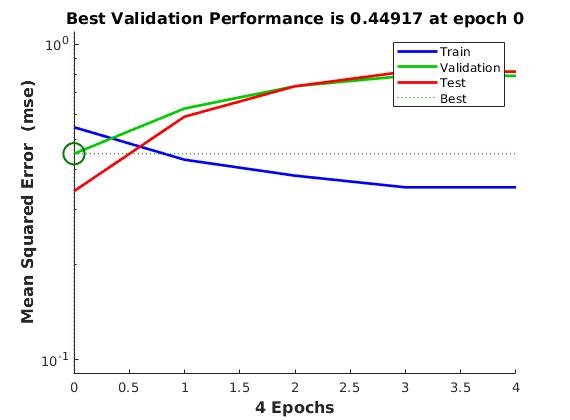 Best Validation Performance is 0.44917 at epoch 0
Mean Squared Error (mse)
10^0
10^-1
Train
Validation
Test
Best
0 0.5 1 1.5 2 2.5 3 3.5 4
4 Epochs